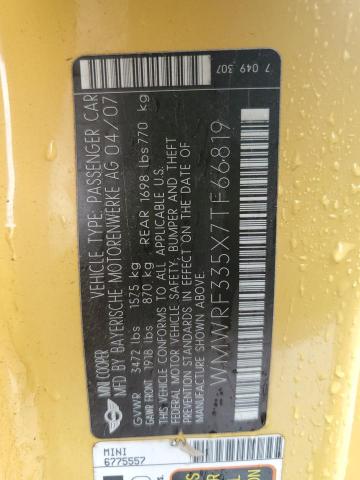 7 049 307
VEHICLE TYPE: PASSENGER CAR
MINI COOPER
MFD BY BAYERISCHE MOTORENWERKE AG 04/07
GVWR 3472 lbs 1575 kg
GAWR FRONT 1918 lbs 870 kg REAR 1698 lbs 770 kg
THIS VEHICLE CONFORMS TO ALL APPLICABLE U.S.
FEDERAL MOTOR VEHICLE SAFETY, BUMPER, AND THEFT
PREVENTION STANDARDS IN EFFECT ON THE DATE OF
MANUFACTURE SHOWN ABOVE.
WMWRF335X7TF66819
MINI
6775557